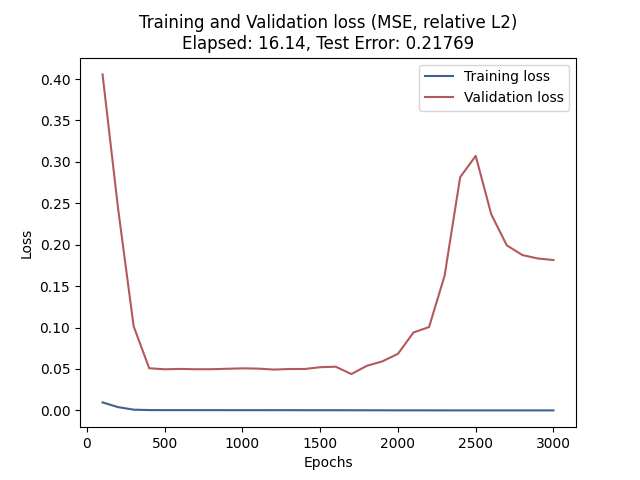 Training and Validation loss (MSE, relative L2)
Elapsed: 16.14, Test Error: 0.21769
Training loss
Validation loss
0.40
0.35
0.30
0.25
0.20
0.15
0.10
0.05
0.00
Loss
0 500 1000 1500 2000 2500 3000
Epochs